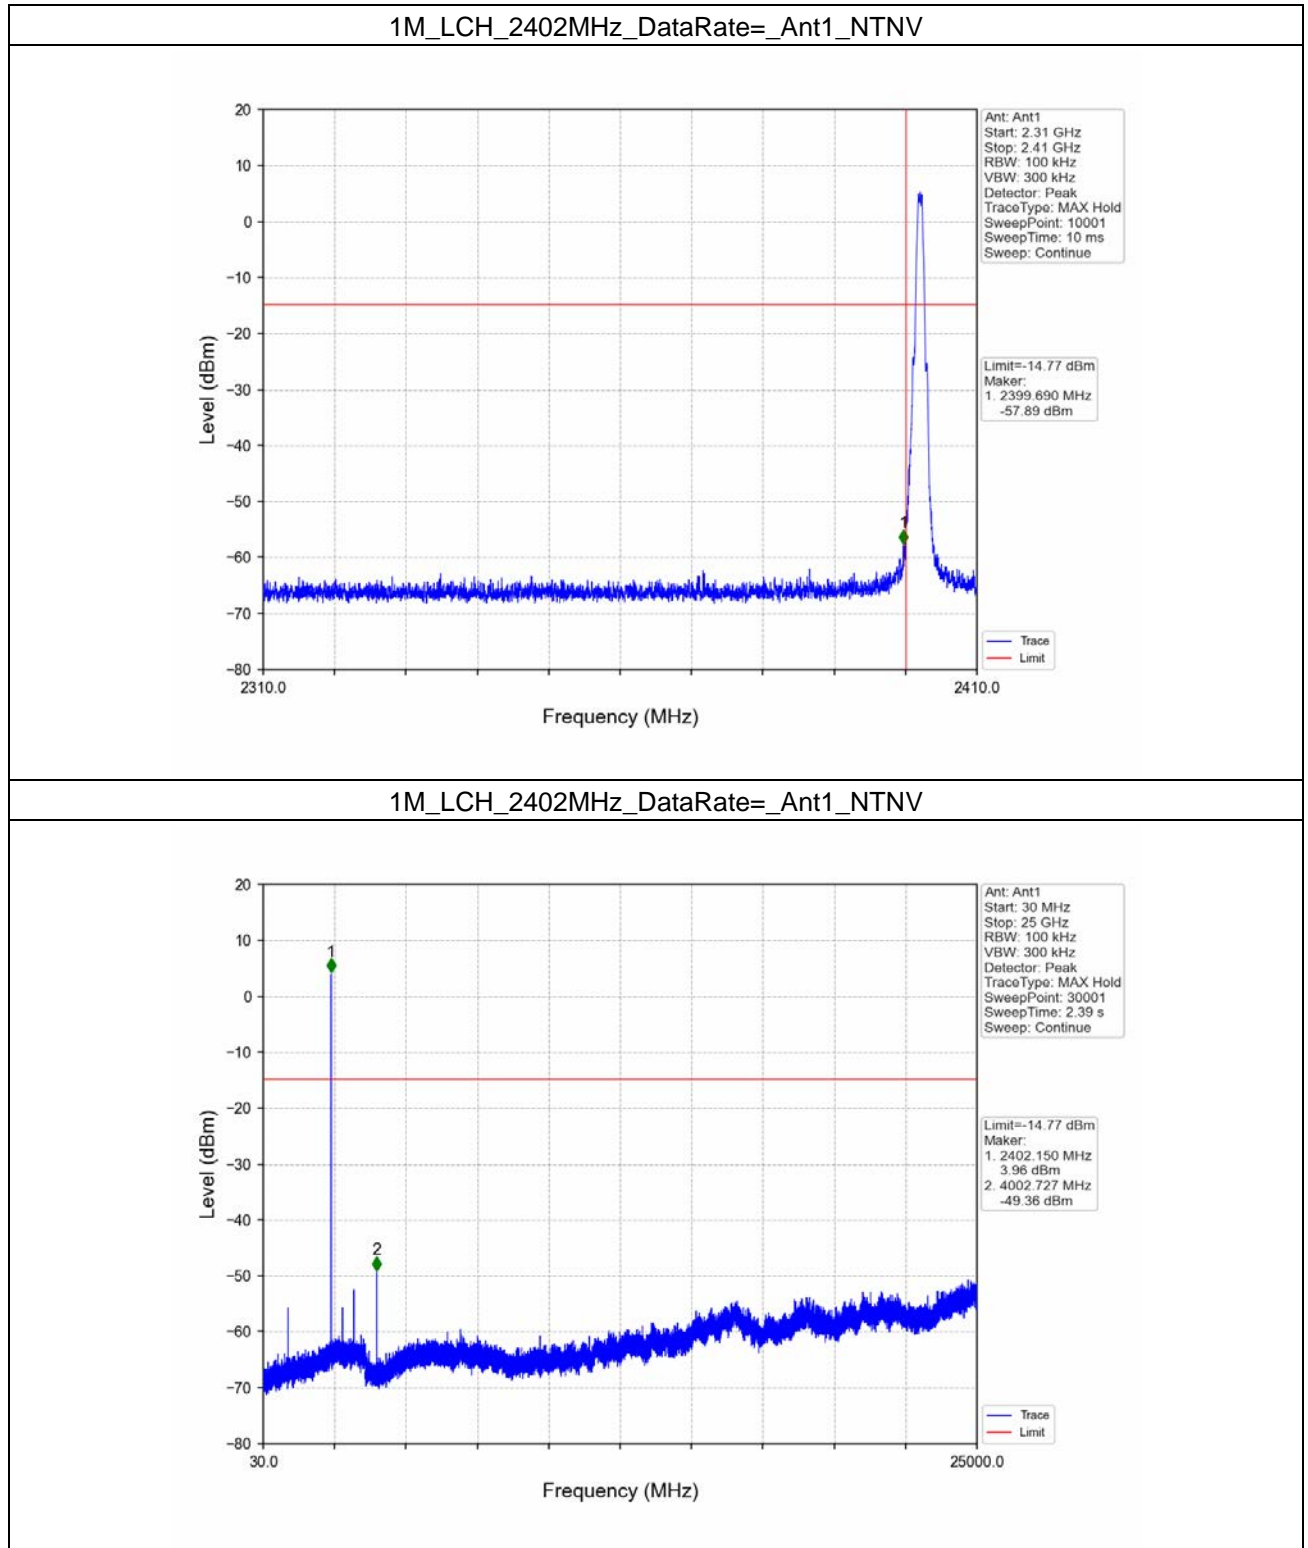 1M_LCH_2402MHz_DataRate=_Ant1_NTNV
20
10
0
−10
−20
−30
−40
−50
−60
−70
−80
Level (dBm)
1
2310.0
2410.0
Frequency (MHz)
Ant: Ant1
Start: 2.31 GHz
Stop: 2.41 GHz
RBW: 100 kHz
VBW: 300 kHz
Detector: Peak
TraceType: MAX Hold
SweepPoint: 10001
SweepTime: 10 ms
Sweep: Continue
Limit=-14.77 dBm
Maker:
1. 2399.690 MHz
-57.89 dBm
Trace
Limit
1M_LCH_2402MHz_DataRate=_Ant1_NTNV
20
10
0
−10
−20
−30
−40
−50
−60
−70
−80
Level (dBm)
1
2
30.0
25000.0
Frequency (MHz)
Ant: Ant1
Start: 30 MHz
Stop: 25 GHz
RBW: 100 kHz
VBW: 300 kHz
Detector: Peak
TraceType: MAX Hold
SweepPoint: 30001
SweepTime: 2.39 s
Sweep: Continue
Limit=-14.77 dBm
Maker:
1. 2402.150 MHz
3.96 dBm
2. 4002.727 MHz
-49.36 dBm
Trace
Limit